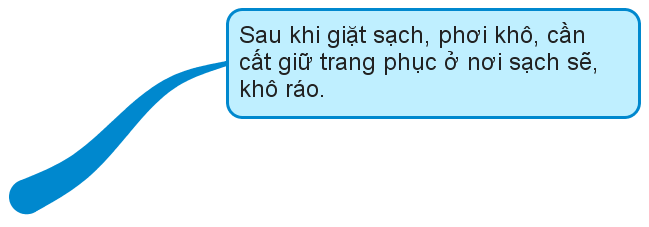 Sau khi giặt sạch, phơi khô, cần
cất giữ trang phục ở nơi sạch sẽ,
khô ráo.